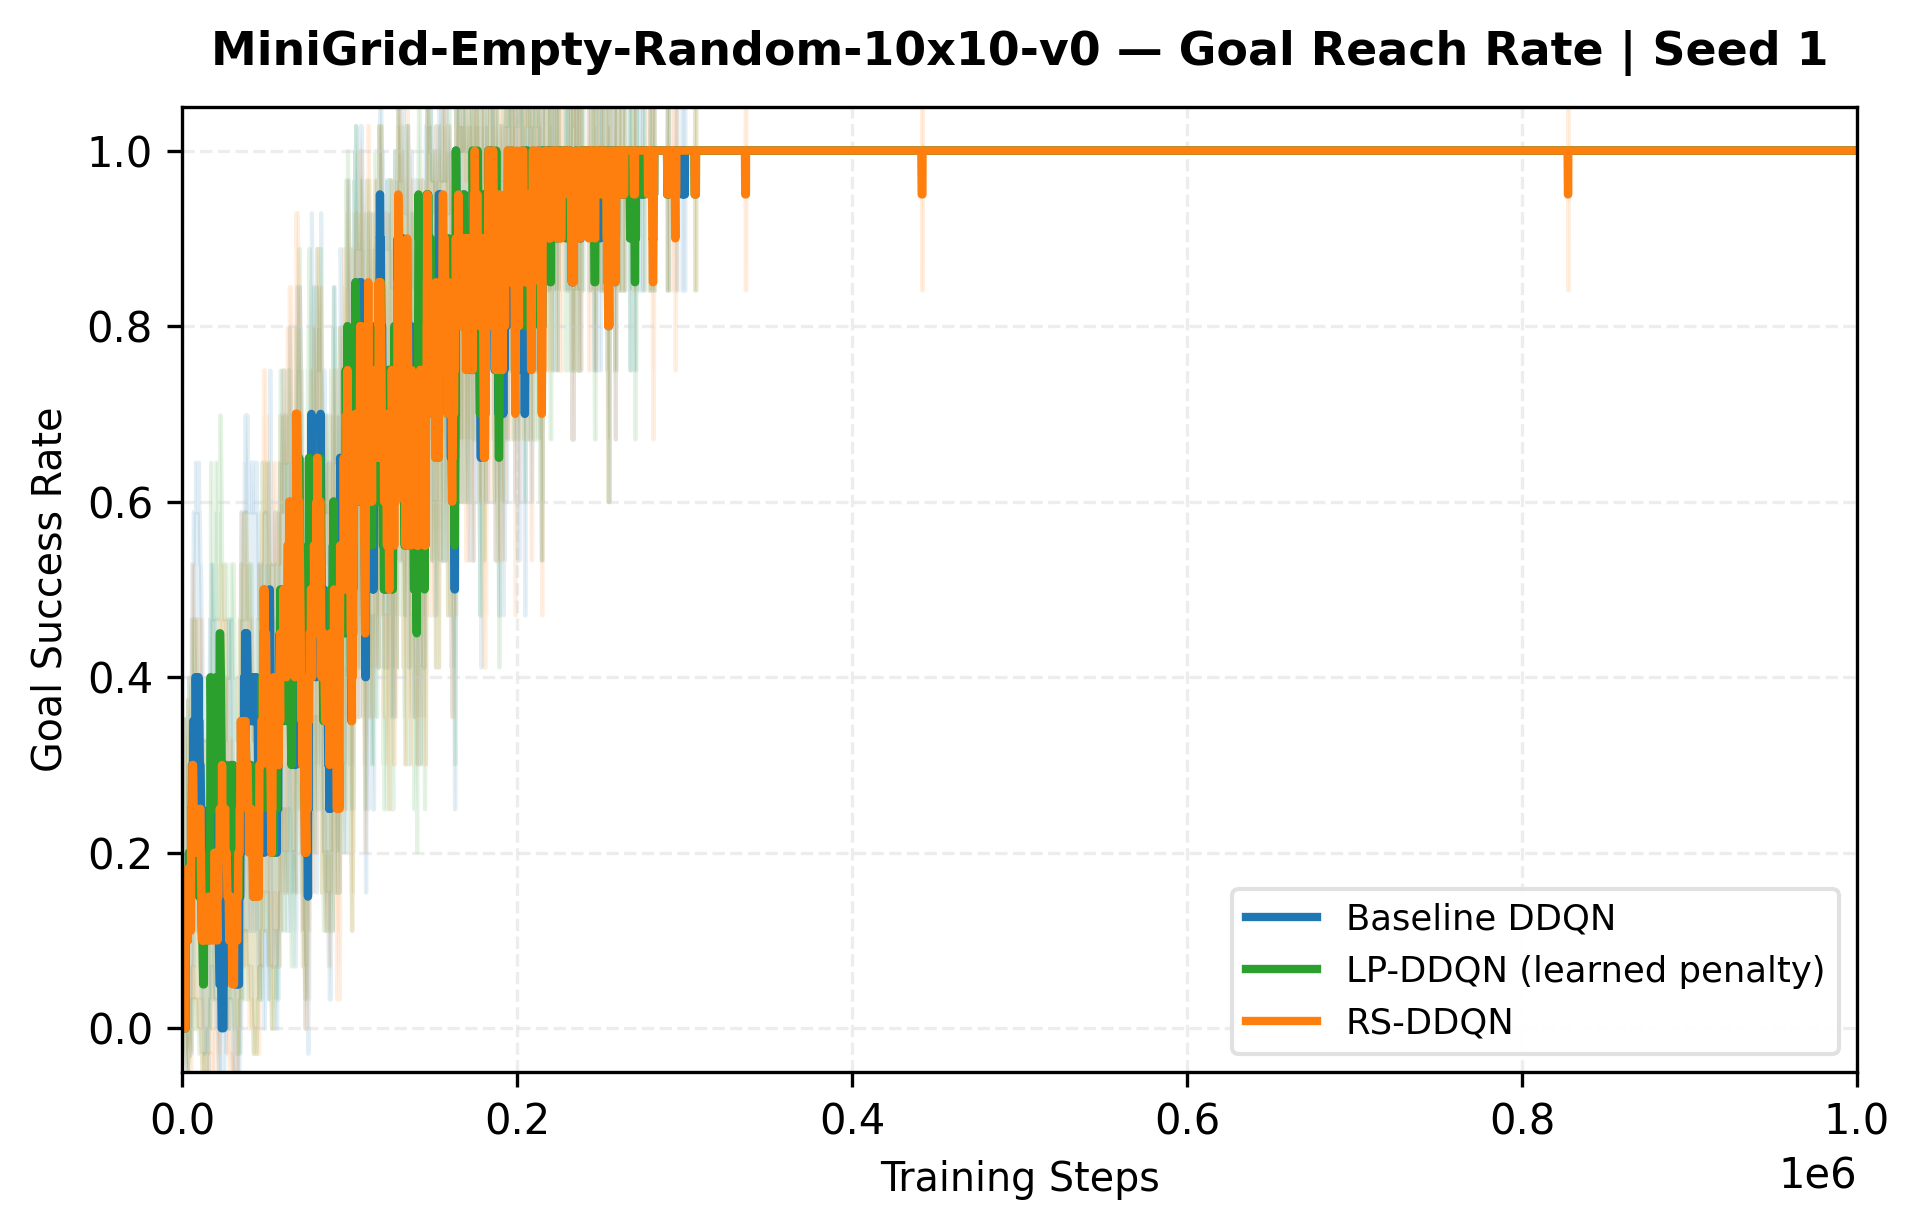 MiniGrid-Empty-Random-10x10-v0 — Goal Reach Rate | Seed 1
Goal Success Rate
1.0
0.8
0.6
0.4
0.2
0.0
Baseline DDQN
LP-DDQN (learned penalty)
RS-DDQN
0.0 0.2 0.4 0.6 0.8 1.0
1e6
Training Steps